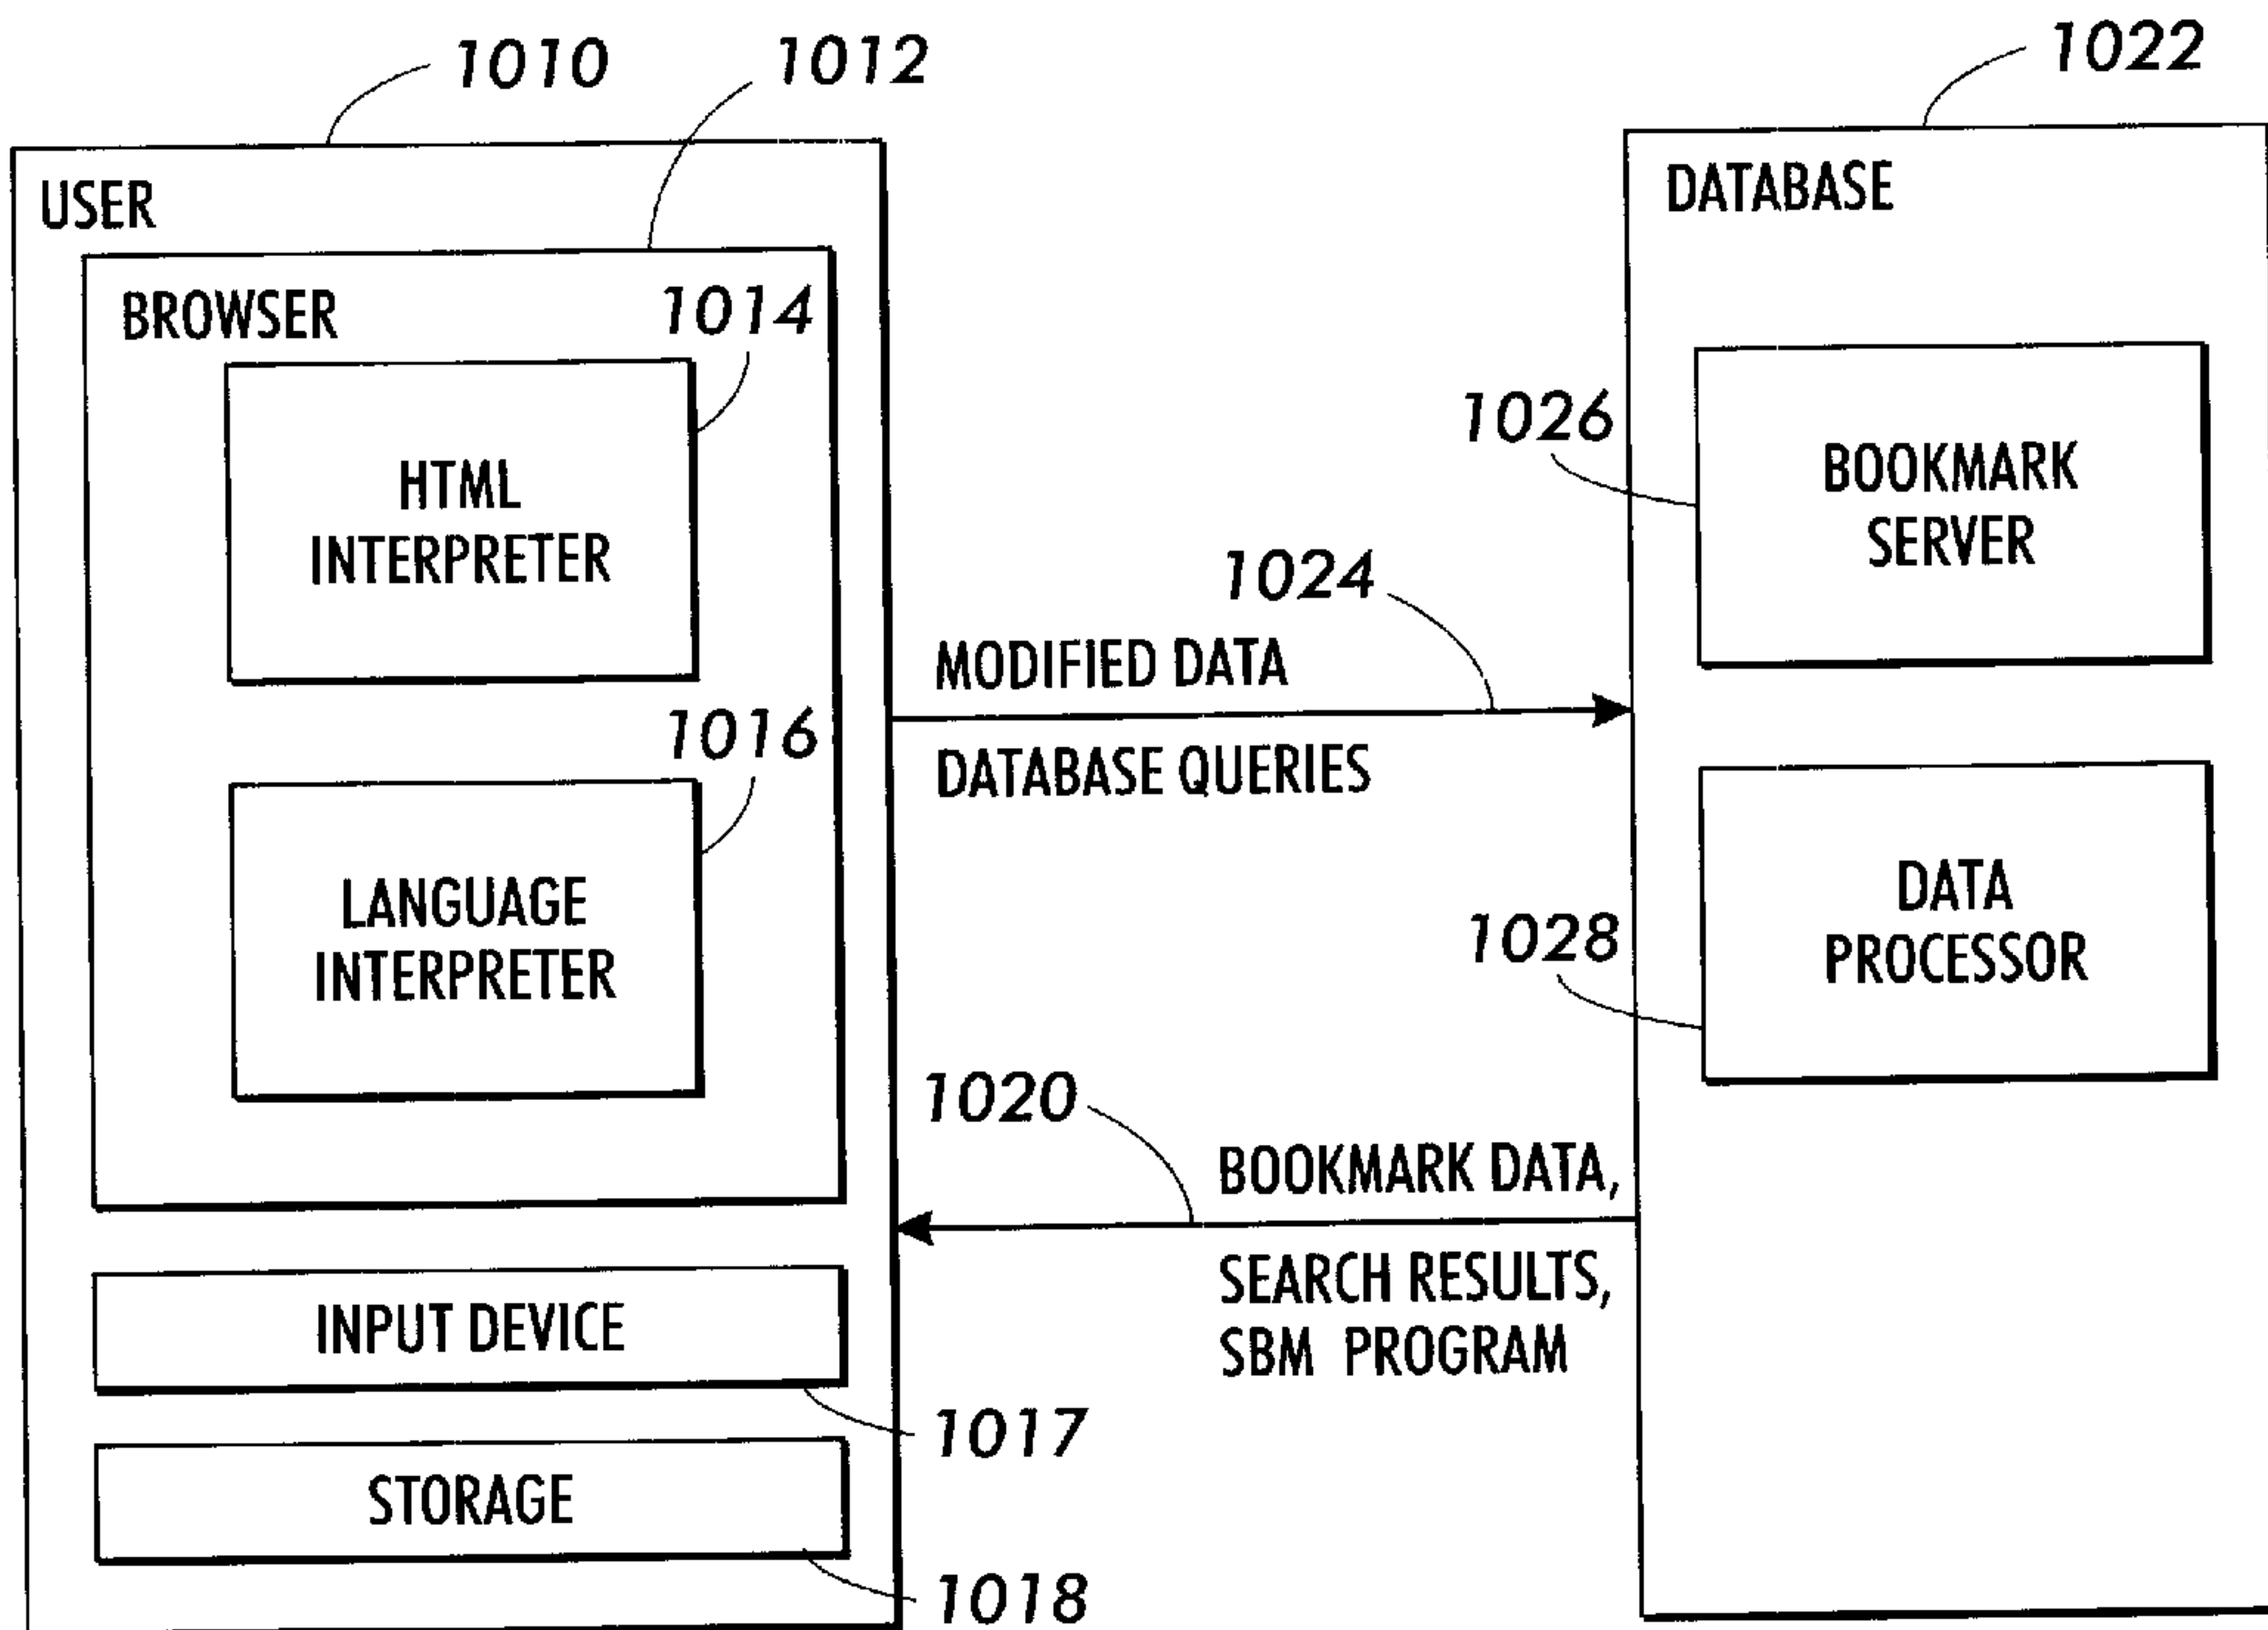 1010
1012
1022
USER
DATABASE
BROWSER
1014
HTML
INTERPRETER
1026
BOOKMARK
SERVER
1024
MODIFIED DATA
DATABASE QUERIES
1016
LANGUAGE
INTERPRETER
1028
DATA
PROCESSOR
1020
BOOKMARK DATA,
SEARCH RESULTS,
SBM PROGRAM
INPUT DEVICE
1017
STORAGE
1018